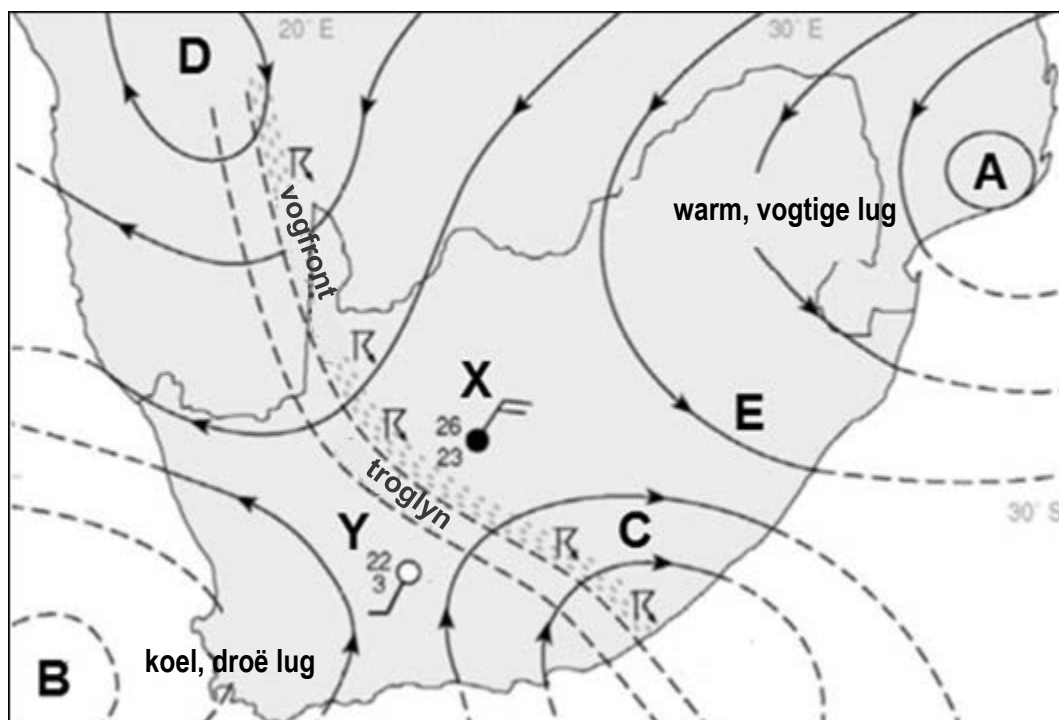 20° E
30° E
D
A
vogfront
warm, vogtige lug
X
26
23
E
troglyn
30° S
Y
C
22
3
koel, droë lug
B